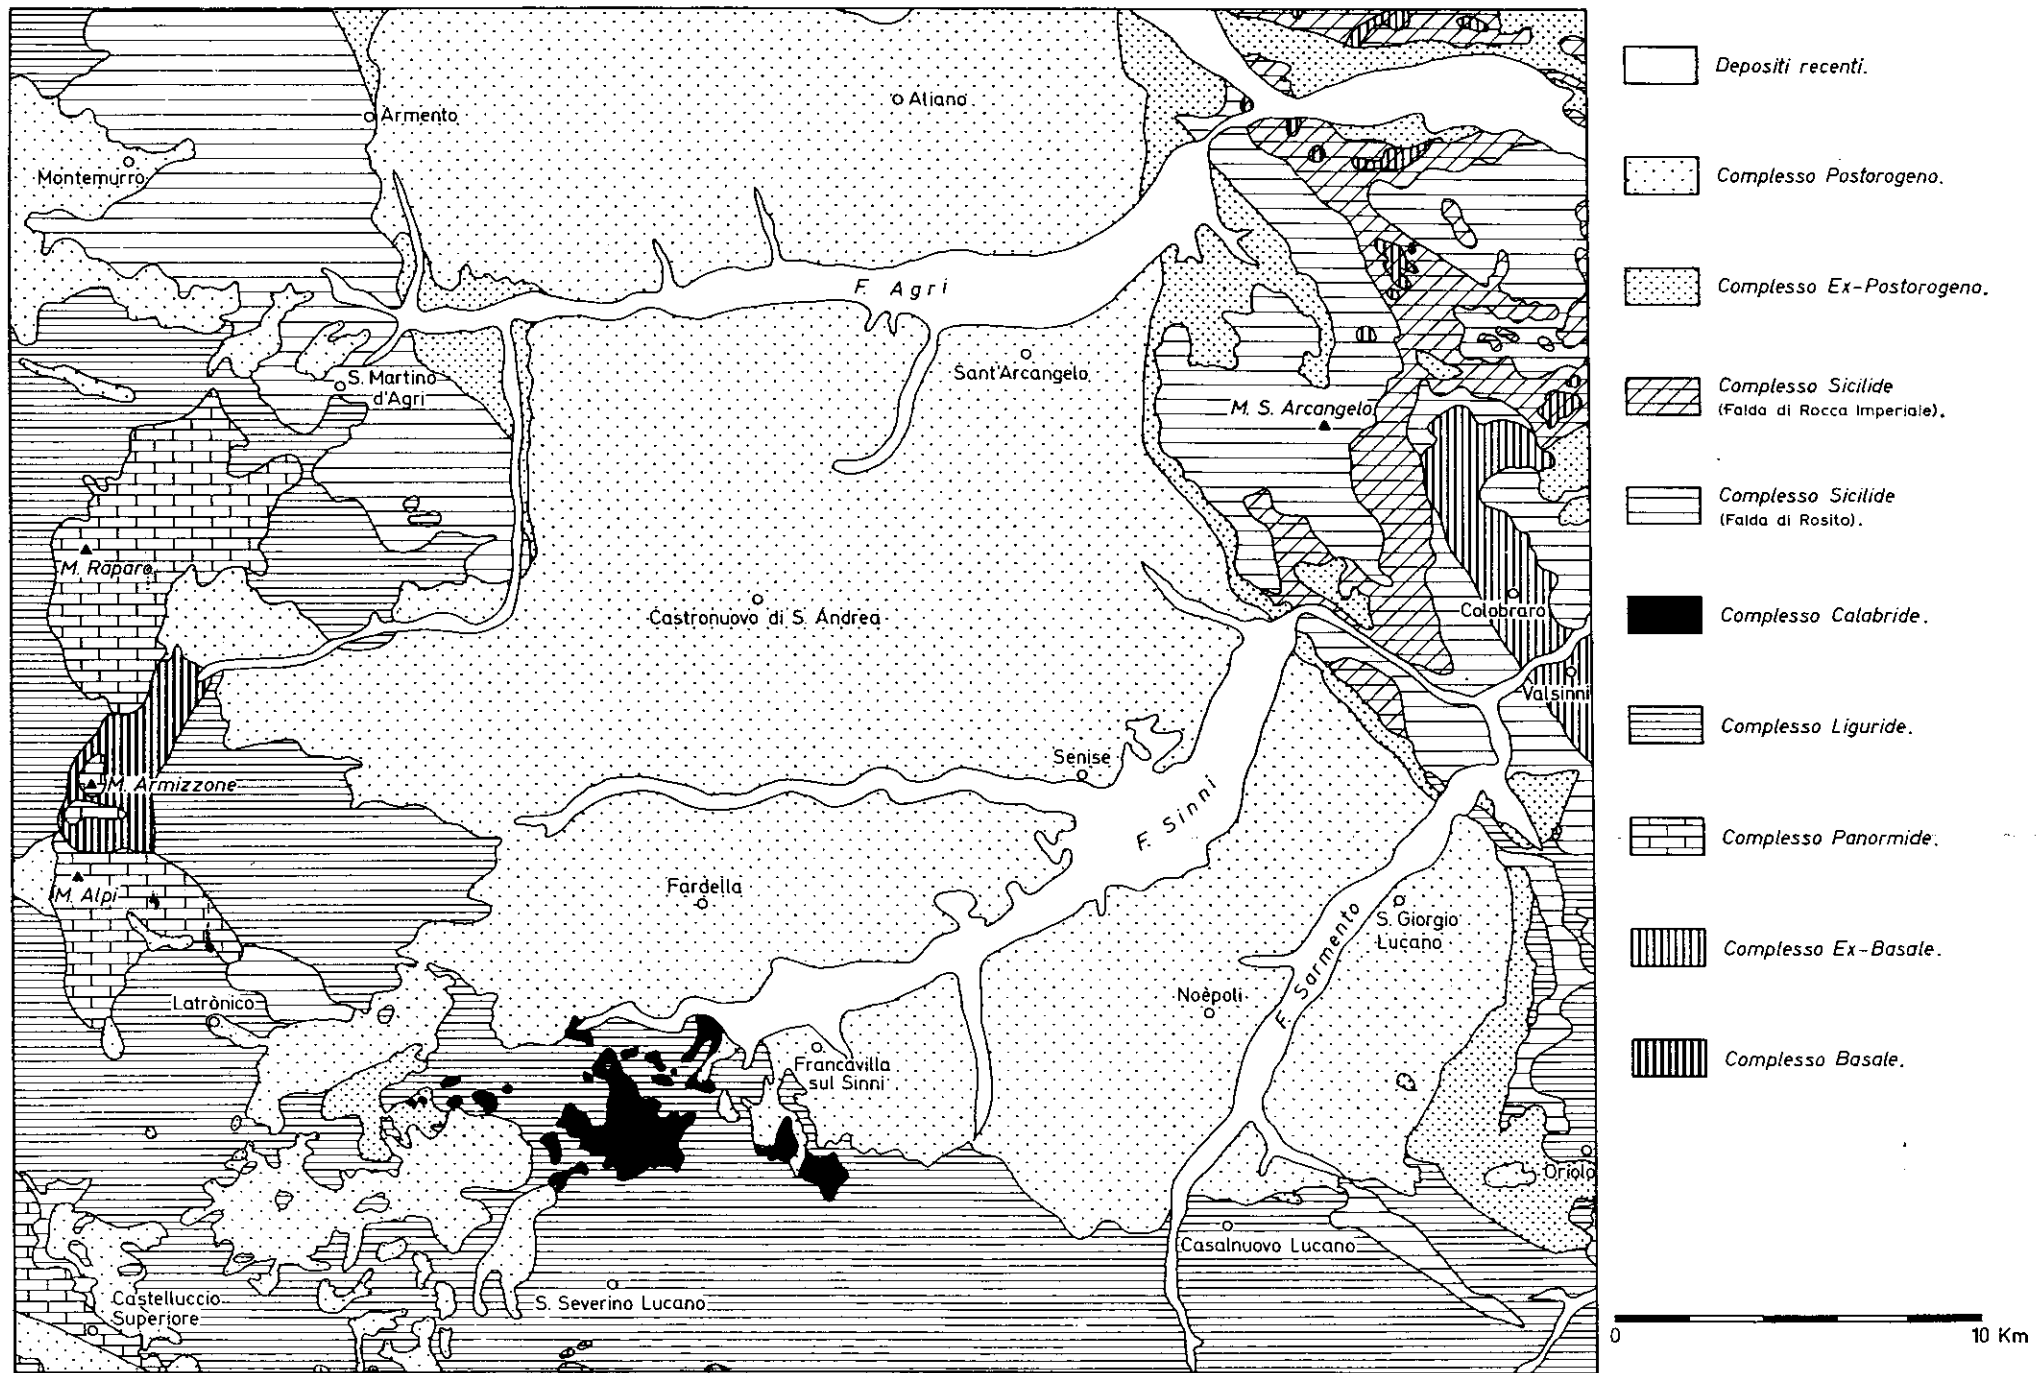 Armento
Aliano
Montemurro
F. Agri
S. Martino
d'Agri
Sant'Arcangelo
M. S. Arcangelo
M. Raparo
Castronuovo di S. Andrea
Colobraro
Valsinni
Senise
M. Armizzone
F. Sinni
M. Alpi
Fardella
S. Giorgio
Lucano
F. Sarmento
Latrònico
Noèpoli
Francavilla
sul Sinni
Oriolo
Casalnuovo Lucano
Castelluccio
Superiore
S. Severino Lucano
Depositi recenti.
Complesso Postorogeno.
Complesso Ex-Postorogeno.
Complesso Sicilide
(Falda di Rocca Imperiale).
Complesso Sicilide
(Falda di Rosito).
Complesso Calabride.
Complesso Liguride.
Complesso Panormide.
Complesso Ex-Basale.
Complesso Basale.
0 10 Km